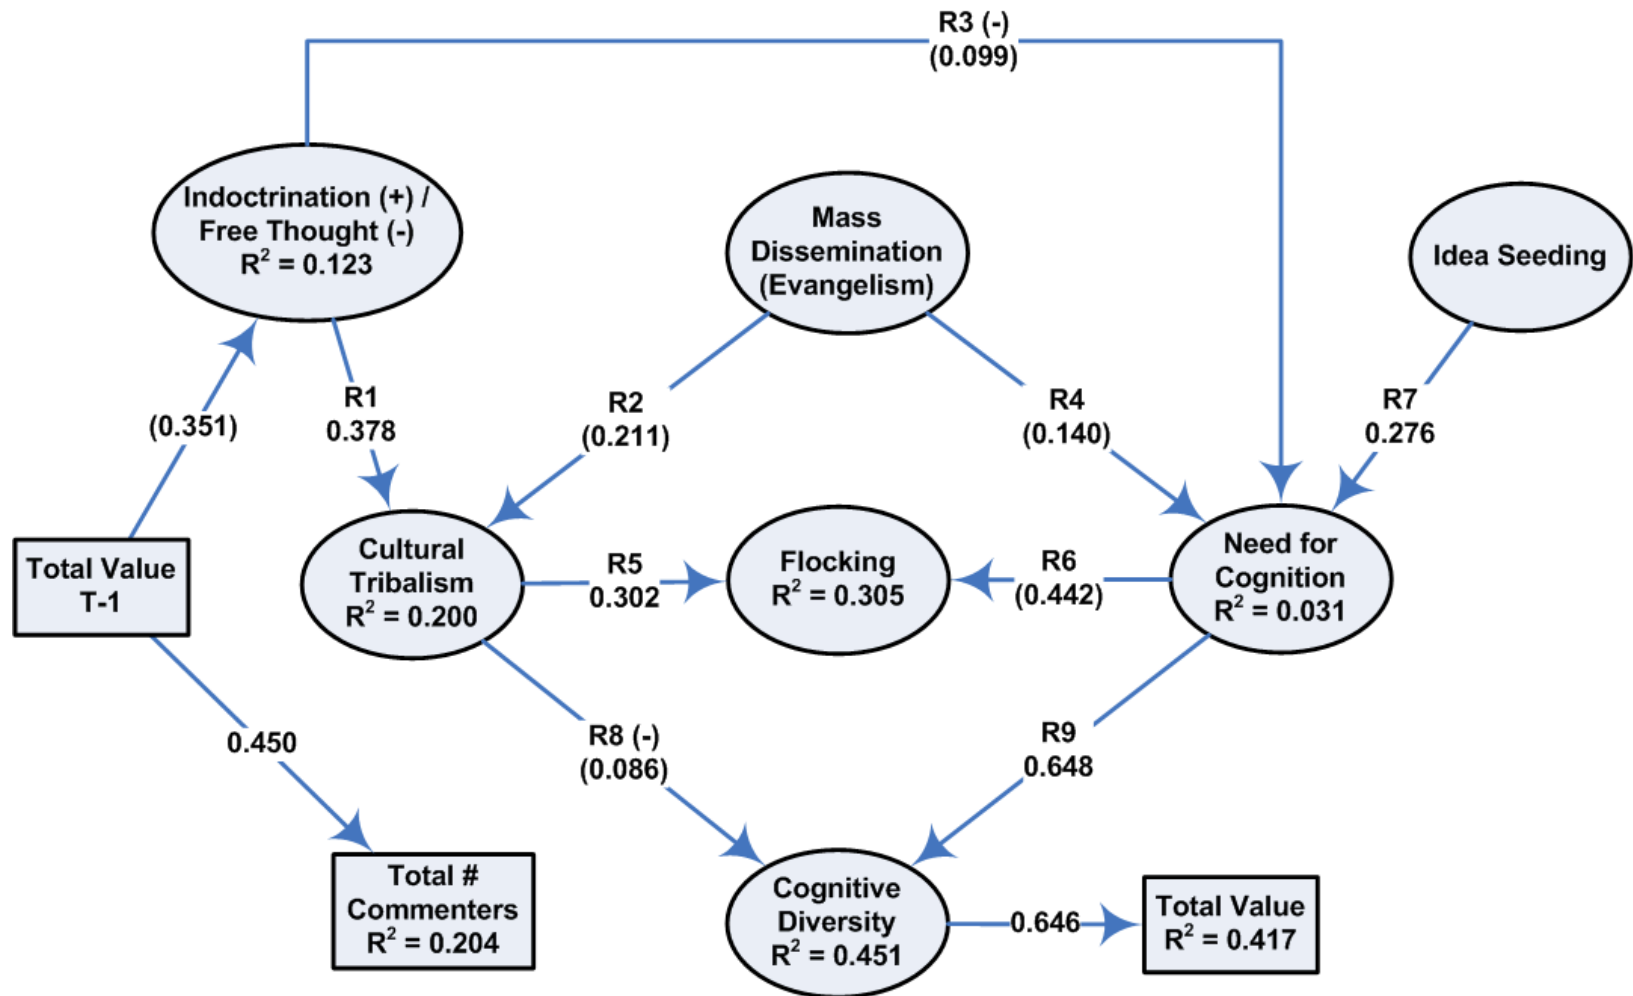 R3 (-)
(0.099)
Indoctrination (+) /
Free Thought (-)
R² = 0.123
Mass
Dissemination
(Evangelism)
Idea Seeding
(0.351)
R1
0.378
R2
(0.211)
R4
(0.140)
R7
0.276
Total Value
T-1
Cultural
Tribalism
R² = 0.200
R5
0.302
Flocking
R² = 0.305
R6
(0.442)
Need for
Cognition
R² = 0.031
0.450
R8 (-)
(0.086)
R9
0.648
Total #
Commenters
R² = 0.204
Cognitive
Diversity
R² = 0.451
0.646
Total Value
R² = 0.417